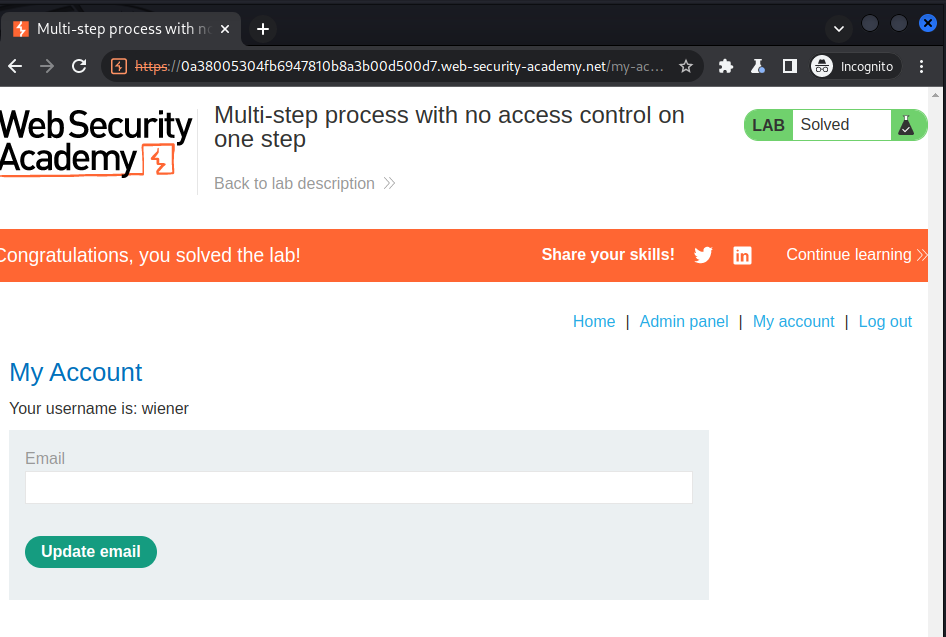 Multi-step process with no
https://0a38005304fb6947810b8a3b00d500d7.web-security-academy.net/my-ac...
Incognito
Web Security
Academy
Multi-step process with no access control on
one step
Back to lab description
LAB Solved
Congratulations, you solved the lab!
Share your skills!
Continue learning
Home | Admin panel | My account | Log out
My Account
Your username is: wiener
Email
Update email